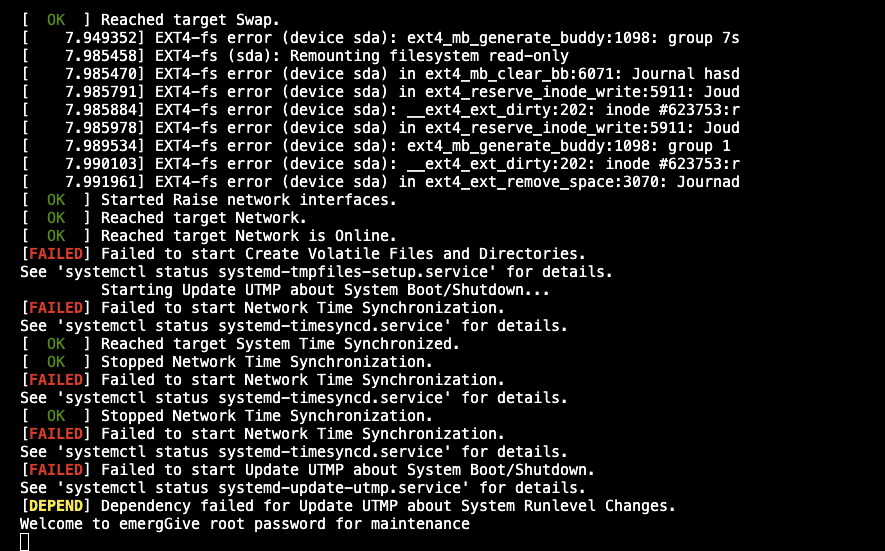 [  OK  ] Reached target Swap.
[    7.949352] EXT4-fs error (device sda): ext4_mb_generate_buddy:1098: group 7s
[    7.985458] EXT4-fs (sda): Remounting filesystem read-only
[    7.985470] EXT4-fs error (device sda) in ext4_mb_clear_bb:6071: Journal hasd
[    7.985791] EXT4-fs error (device sda) in ext4_reserve_inode_write:5911: Joud
[    7.985884] EXT4-fs error (device sda): __ext4_ext_dirty:202: inode #623753:r
[    7.985978] EXT4-fs error (device sda) in ext4_reserve_inode_write:5911: Joud
[    7.989534] EXT4-fs error (device sda): ext4_mb_generate_buddy:1098: group 1
[    7.990103] EXT4-fs error (device sda): __ext4_ext_dirty:202: inode #623753:r
[    7.991961] EXT4-fs error (device sda) in ext4_ext_remove_space:3070: Journad
[  OK  ] Started Raise network interfaces.
[  OK  ] Reached target Network.
[  OK  ] Reached target Network is Online.
[FAILED] Failed to start Create Volatile Files and Directories.
See 'systemctl status systemd-tmpfiles-setup.service' for details.
         Starting Update UTMP about System Boot/Shutdown...
[FAILED] Failed to start Network Time Synchronization.
See 'systemctl status systemd-timesyncd.service' for details.
[  OK  ] Reached target System Time Synchronized.
[  OK  ] Stopped Network Time Synchronization.
[FAILED] Failed to start Network Time Synchronization.
See 'systemctl status systemd-timesyncd.service' for details.
[  OK  ] Stopped Network Time Synchronization.
[FAILED] Failed to start Network Time Synchronization.
See 'systemctl status systemd-timesyncd.service' for details.
[FAILED] Failed to start Update UTMP about System Boot/Shutdown.
See 'systemctl status systemd-update-utmp.service' for details.
[DEPEND] Dependency failed for Update UTMP about System Runlevel Changes.
Welcome to emergGive root password for maintenance